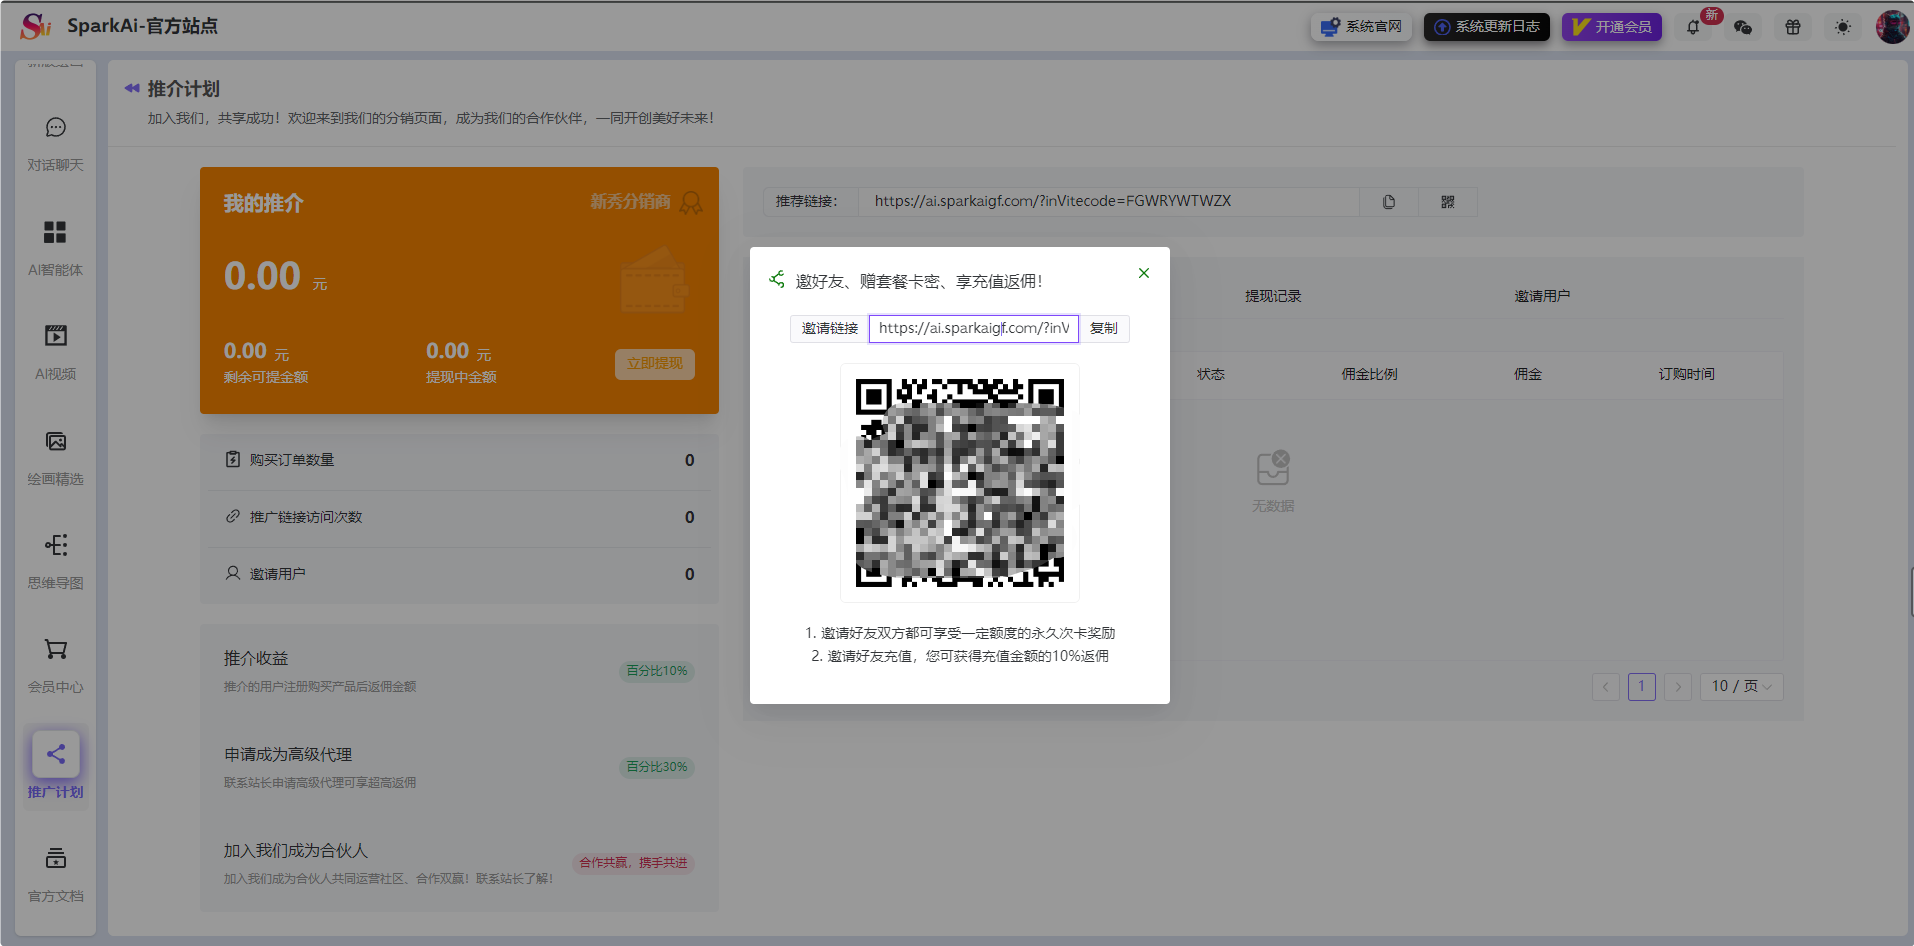 SparkAi-官方站点
系统官网
系统更新日志
开通会员
新
对话聊天
AI智能体
AI视频
绘画精选
思维导图
会员中心
推广计划
官方文档
推介计划
加入我们，共享成功！欢迎来到我们的分销页面，成为我们的合作伙伴，一同开创美好未来！
我的推介
新秀分销商
0.00 元
0.00 元
剩余可提金额
0.00 元
提现中金额
立即提现
购买订单数量
0
推广链接访问次数
0
邀请用户
0
推介收益
推介的用户注册购买产品后返佣金额
百分比10%
申请成为高级代理
联系站长申请高级代理可享超高返佣
百分比30%
加入我们成为合伙人
加入我们成为合伙人共同运营社区、合作双赢！联系站长了解！
合作共赢，携手共进
推荐链接：
https://ai.sparkaigf.com/?inVitecode=FGWRYWTWZX
提现记录
邀请用户
状态
佣金比例
佣金
订购时间
无数据
1
10 / 页
邀好友、赠套餐卡密、享充值返佣！
邀请链接
https://ai.sparkaigf.com/?inV
复制
1. 邀请好友双方都可享受一定额度的永久次卡奖励
2. 邀请好友充值，您可获得充值金额的10%返佣